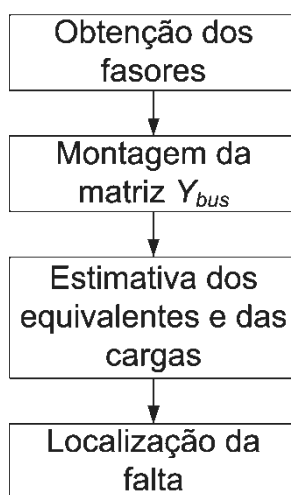 Obtenção dos
fasores
Montagem da
matriz Ybus
Estimativa dos
equivalentes e das
cargas
Localização da
falta